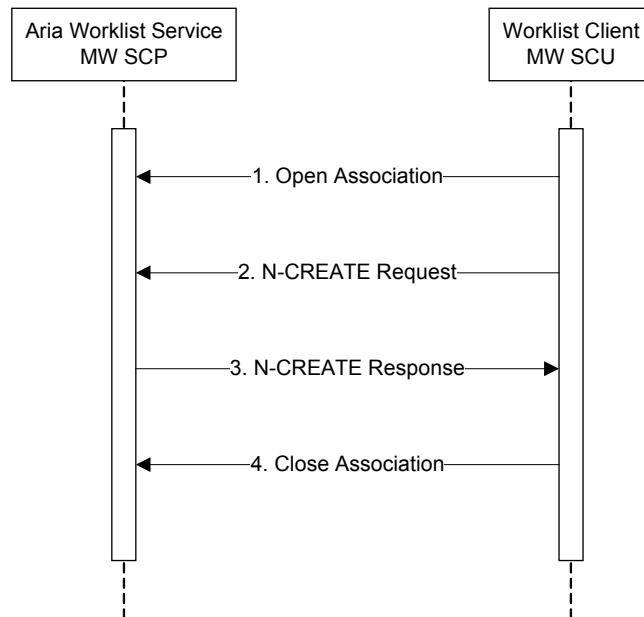 Aria Worklist Service
MW SCP
Worklist Client
MW SCU
1. Open Association
2. N-CREATE Request
3. N-CREATE Response
4. Close Association